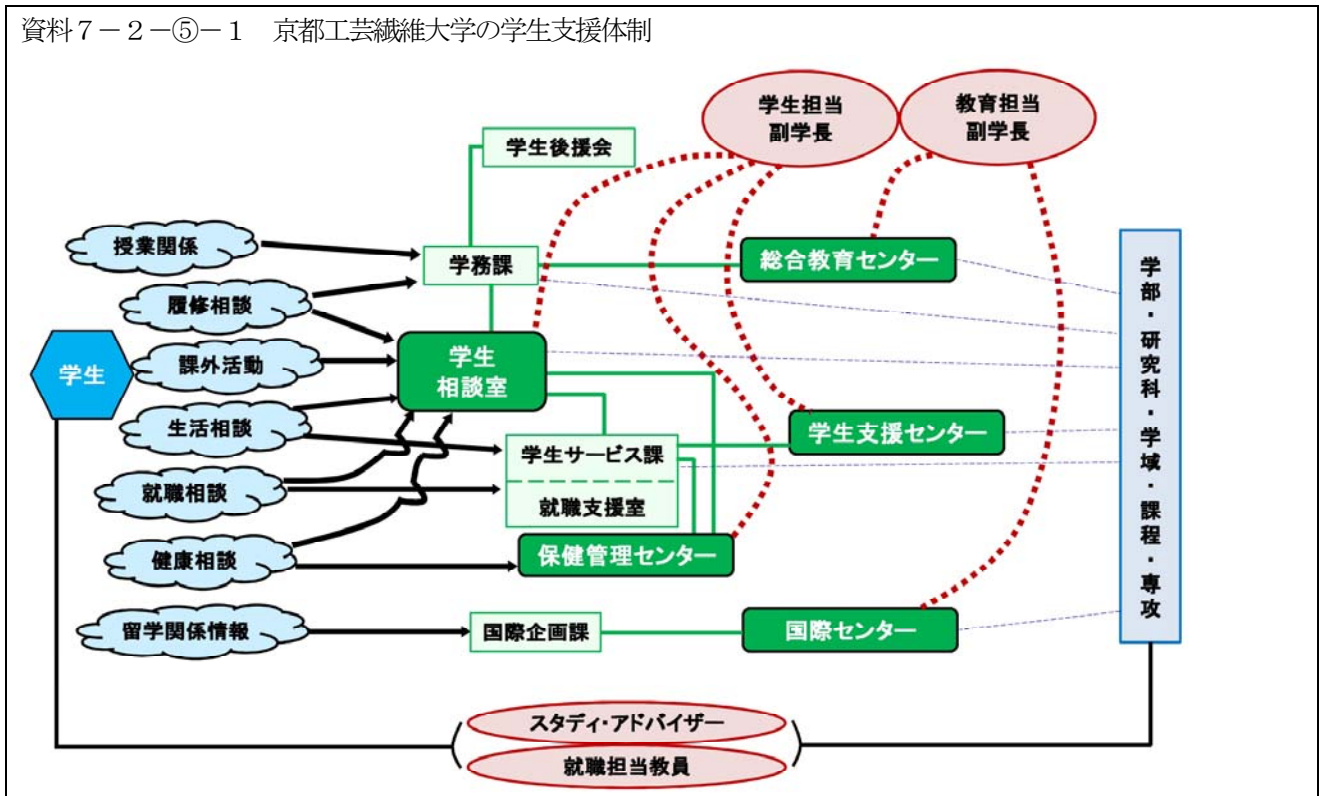 資料7-2-⑤-1 京都工芸繊維大学の学生支援体制
学生担当
副学長
教育担当
副学長
学生後援会
授業関係
学務課
総合教育センター
履修相談
学生
課外活動
学生
相談室
生活相談
学生支援センター
学生サービス課
就職相談
就職支援室
健康相談
保健管理センター
留学関係情報
国際企画課
国際センター
学部・研究科・学域・課程・専攻
スタディ・アドバイザー
就職担当教員